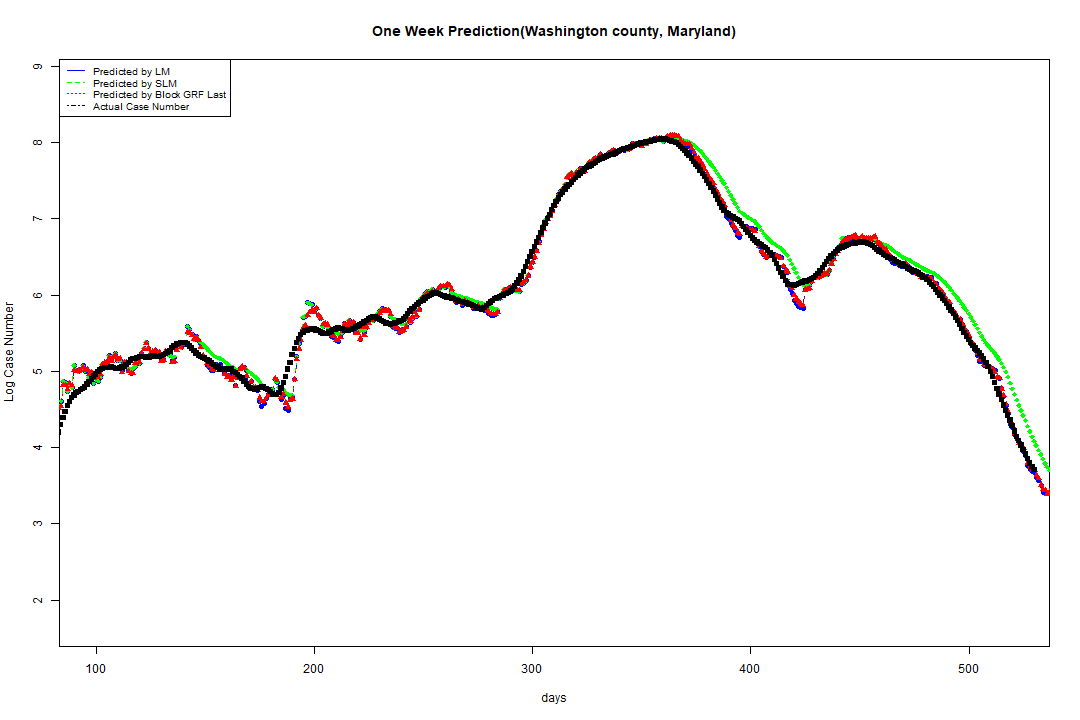 One Week Prediction(Washington county, Maryland)
Predicted by LM
Predicted by SLM
Predicted by Block GRF Last
Actual Case Number
Log Case Number
9
8
7
6
5
4
3
2
100 200 300 400 500
days